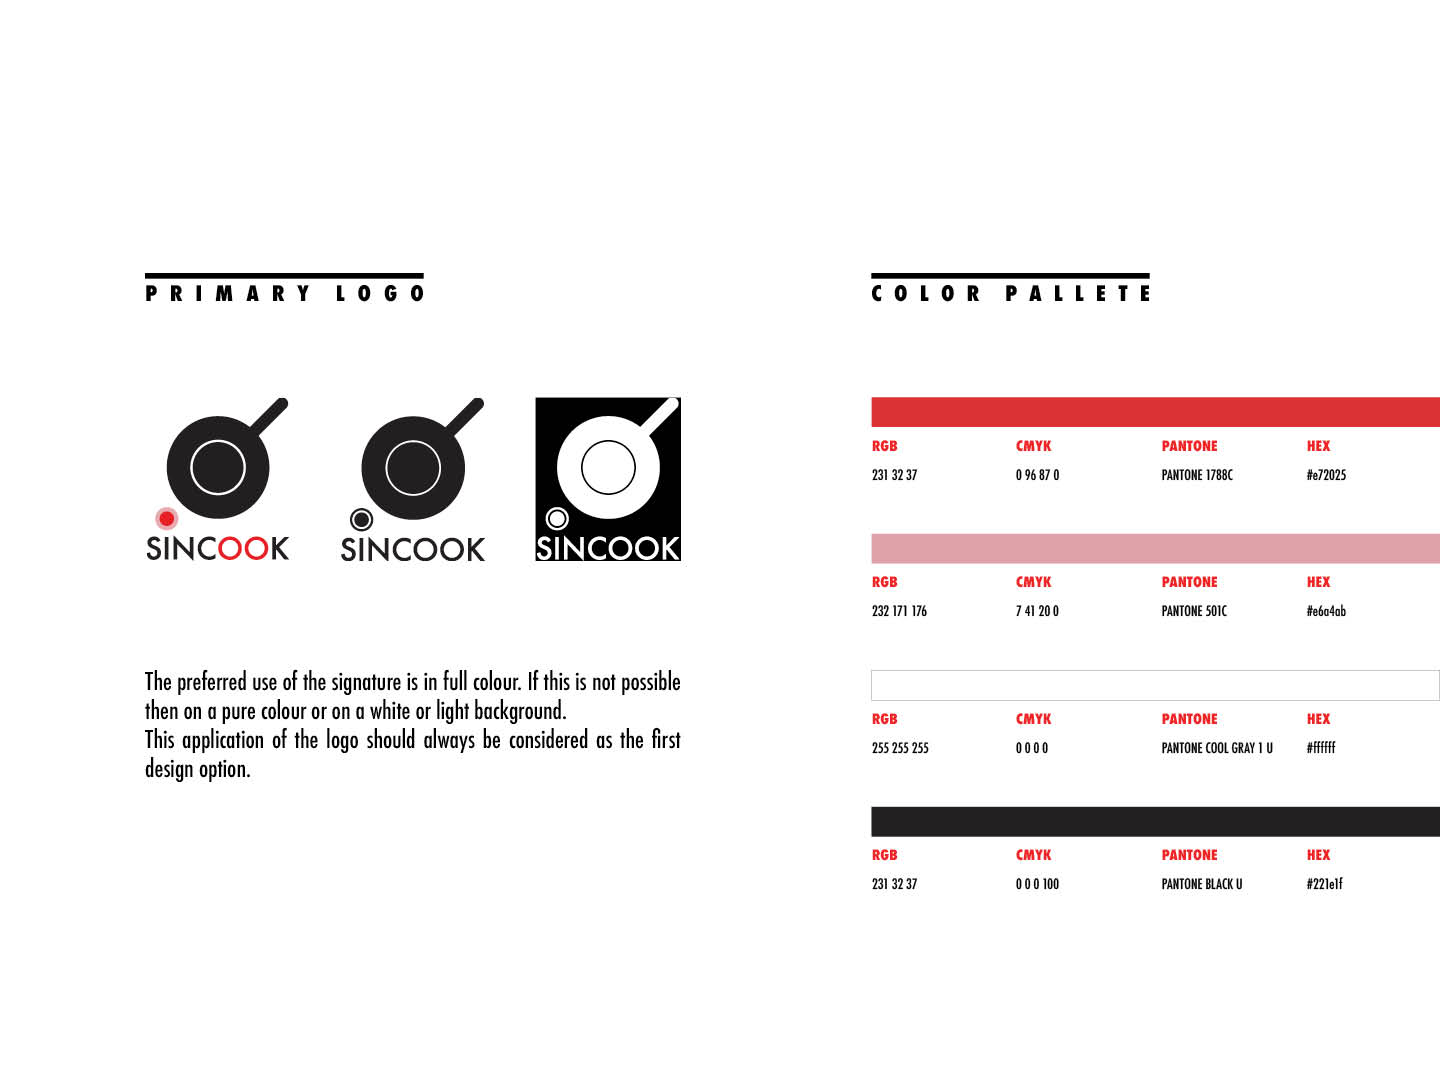 PRIMARY LOGO
SINCOOK
SINCOOK
SINCOOK
The preferred use of the signature is in full colour. If this is not possible
then on a pure colour or on a white or light background.
This application of the logo should always be considered as the first
design option.
COLOR PALLETE
RGB CMYK PANTONE HEX
231 32 37 0 96 87 0 PANTONE 1788C #e72025
RGB CMYK PANTONE HEX
232 171 176 7 41 20 0 PANTONE 501C #e6a4ab
RGB CMYK PANTONE HEX
255 255 255 0 0 0 0 PANTONE COOL GRAY 1 U #ffffff
RGB CMYK PANTONE HEX
231 32 37 0 0 0 100 PANTONE BLACK U #221e1f